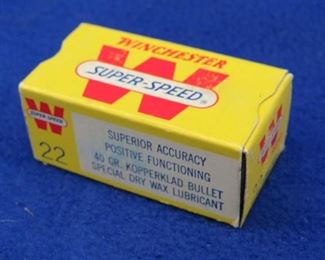 WINCHESTER
W
SUPER-SPEED
W
SUPER-SPEED
22
SUPERIOR ACCURACY
POSITIVE FUNCTIONING
40 GR. KOPPERKLAD BULLET
SPECIAL DRY WAX LUBRICANT